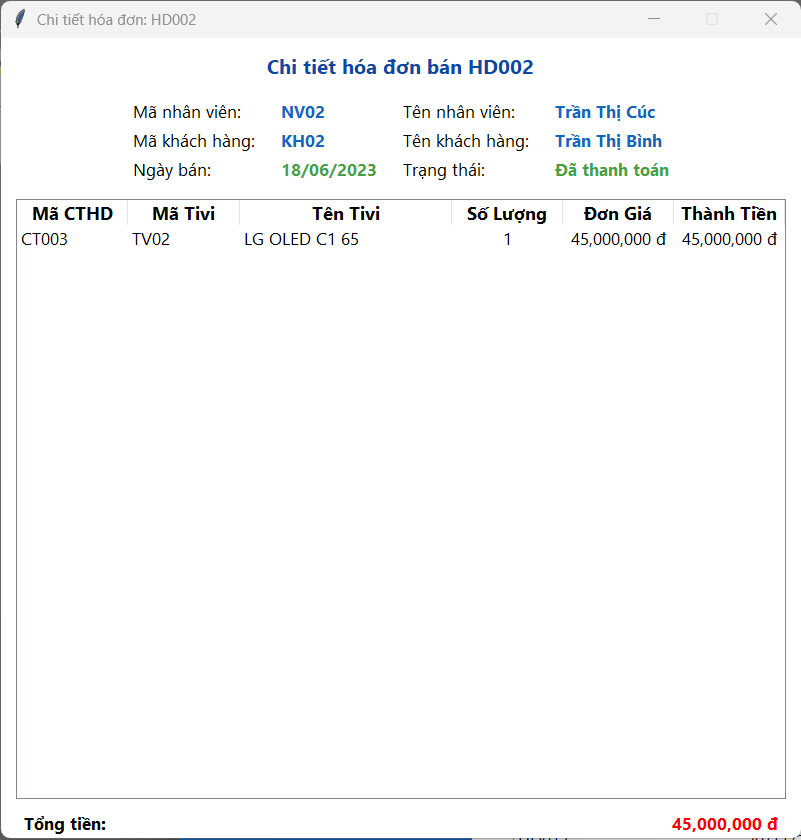 Chi tiết hóa đơn: HD002
Chi tiết hóa đơn bán HD002
Mã nhân viên: NV02 Tên nhân viên: Trần Thị Cúc
Mã khách hàng: KH02 Tên khách hàng: Trần Thị Bình
Ngày bán: 18/06/2023 Trạng thái: Đã thanh toán
Mã CTHD Mã Tivi Tên Tivi Số Lượng Đơn Giá Thành Tiền
CT003 TV02 LG OLED C1 65 1 45,000,000 đ 45,000,000 đ
Tổng tiền: 45,000,000 đ